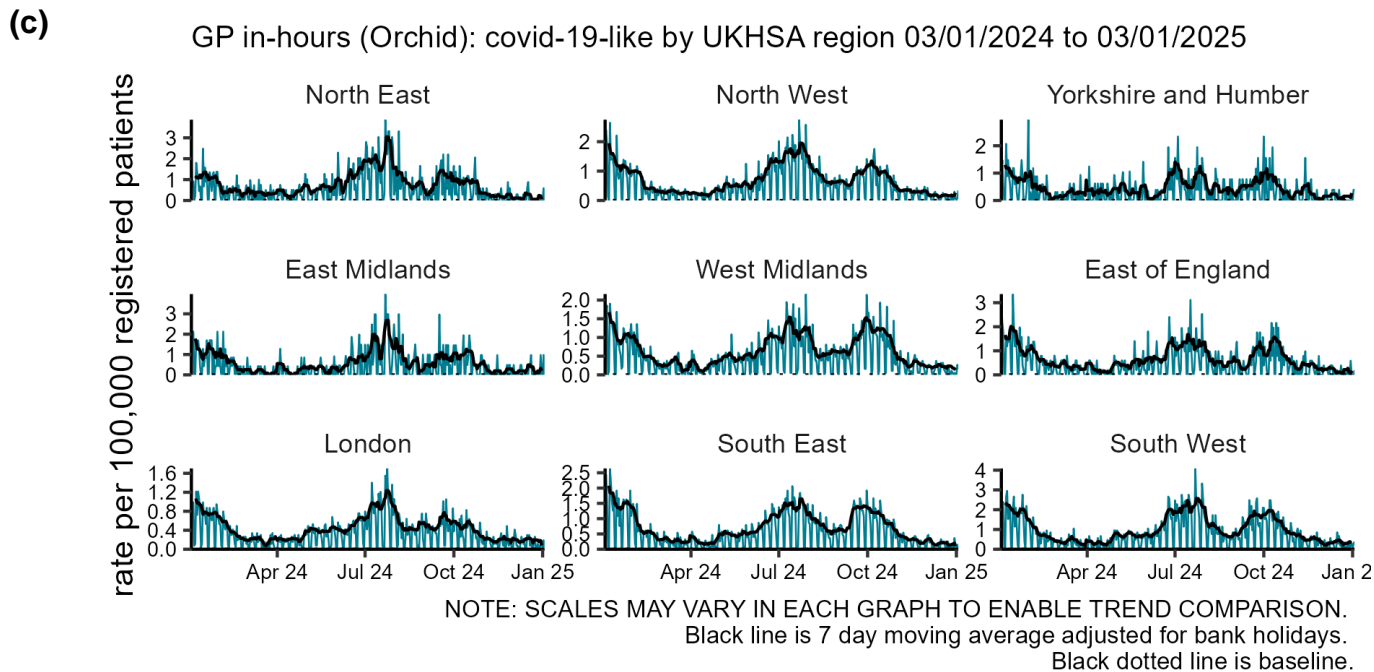 (c)
GP in-hours (Orchid): covid-19-like by UKHSA region 03/01/2024 to 03/01/2025
rate per 100,000 registered patients
North East
3
2
1
0
North West
2
1
0
Yorkshire and Humber
2
1
0
East Midlands
3
2
1
0
West Midlands
2.0
1.5
1.0
0.5
0.0
East of England
3
2
1
0
London
1.6
1.2
0.8
0.4
0.0
Apr 24 Jul 24 Oct 24 Jan 25
South East
2.5
2.0
1.5
1.0
0.5
0.0
Apr 24 Jul 24 Oct 24 Jan 25
South West
4
3
2
1
0
Apr 24 Jul 24 Oct 24 Jan 2
NOTE: SCALES MAY VARY IN EACH GRAPH TO ENABLE TREND COMPARISON.
Black line is 7 day moving average adjusted for bank holidays.
Black dotted line is baseline.